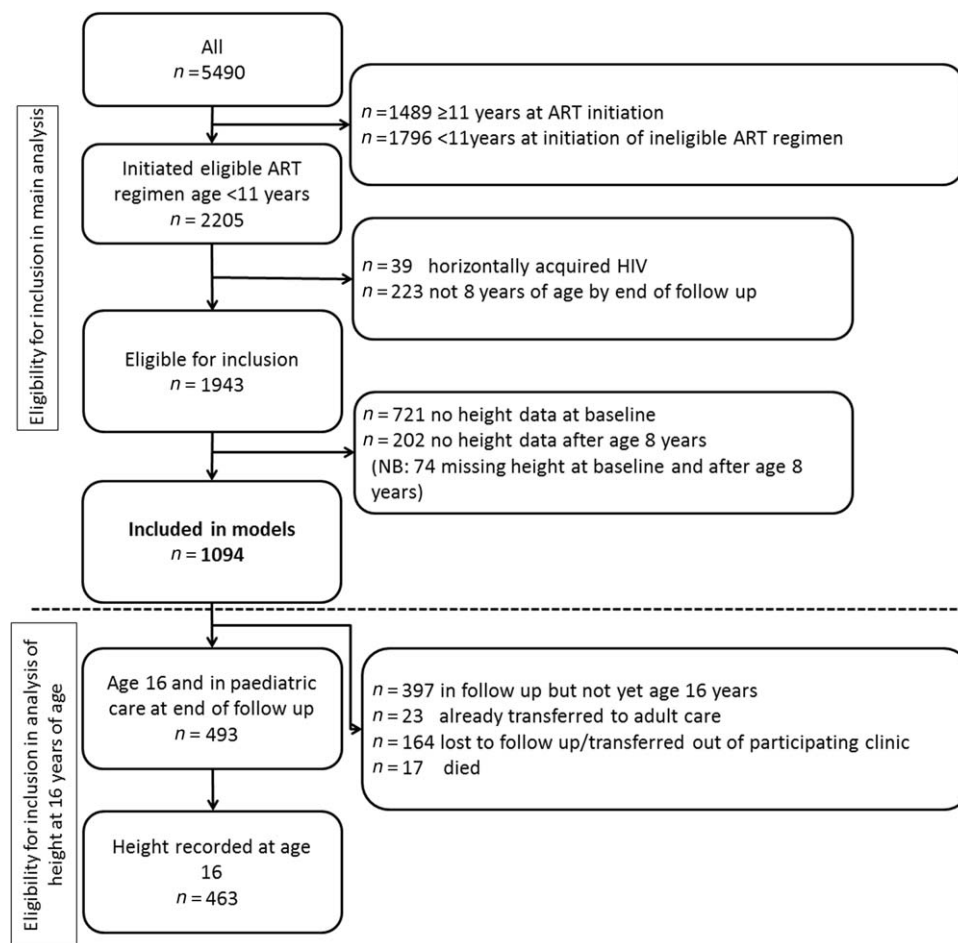 All
n = 5490
n = 1489 ≥11 years at ART initiation
n = 1796 <11years at initiation of ineligible ART regimen
Eligibility for inclusion in main analysis
Initiated eligible ART
regimen age <11 years
n = 2205
n = 39 horizontally acquired HIV
n = 223 not 8 years of age by end of follow up
Eligible for inclusion
n = 1943
n = 721 no height data at baseline
n = 202 no height data after age 8 years
(NB: 74 missing height at baseline and after age 8
years)
Included in models
n = 1094
Eligibility for inclusion in analysis of
height at 16 years of age
Age 16 and in paediatric
care at end of follow up
n = 493
n = 397 in follow up but not yet age 16 years
n = 23 already transferred to adult care
n = 164 lost to follow up/transferred out of participating clinic
n = 17 died
Height recorded at age
16
n = 463